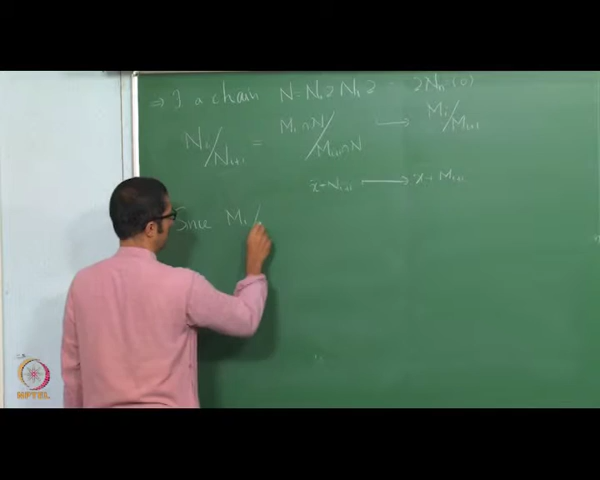 ⇒ ∃ a chain N = N₀ ⊇ N₁ ⊇ ... ⊇ Nₙ = (0)
Nᵢ/Nᵢ₊₁ = Mᵢ ∩ N/Mᵢ₊₁ ∩ N ↪ Mᵢ/Mᵢ₊₁
x + Nᵢ₊₁ ⟶ x + Mᵢ₊₁
Since Mᵢ/
NPTEL